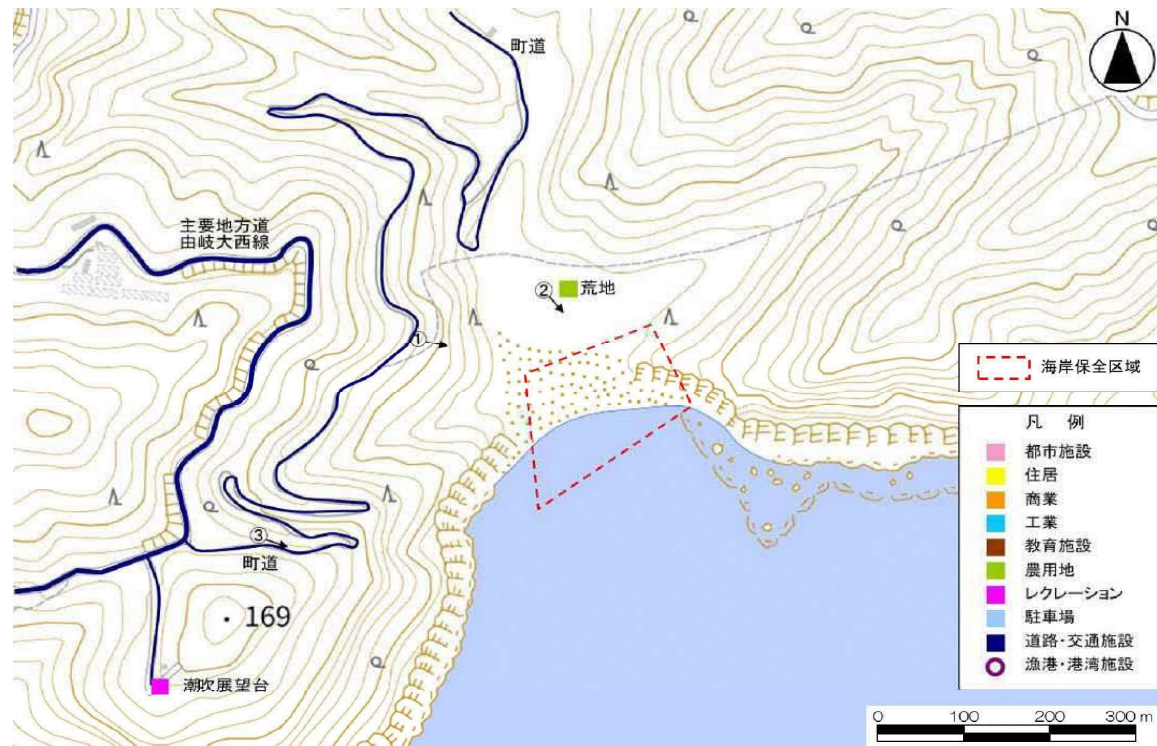 N
町道
主要地方道
由岐大西線
②
荒地
①
海岸保全区域
凡 例
都市施設
住居
商業
工業
教育施設
農用地
レクレーション
駐車場
道路・交通施設
漁港・港湾施設
③
町道
169
潮吹展望台
0 100 200 300 m